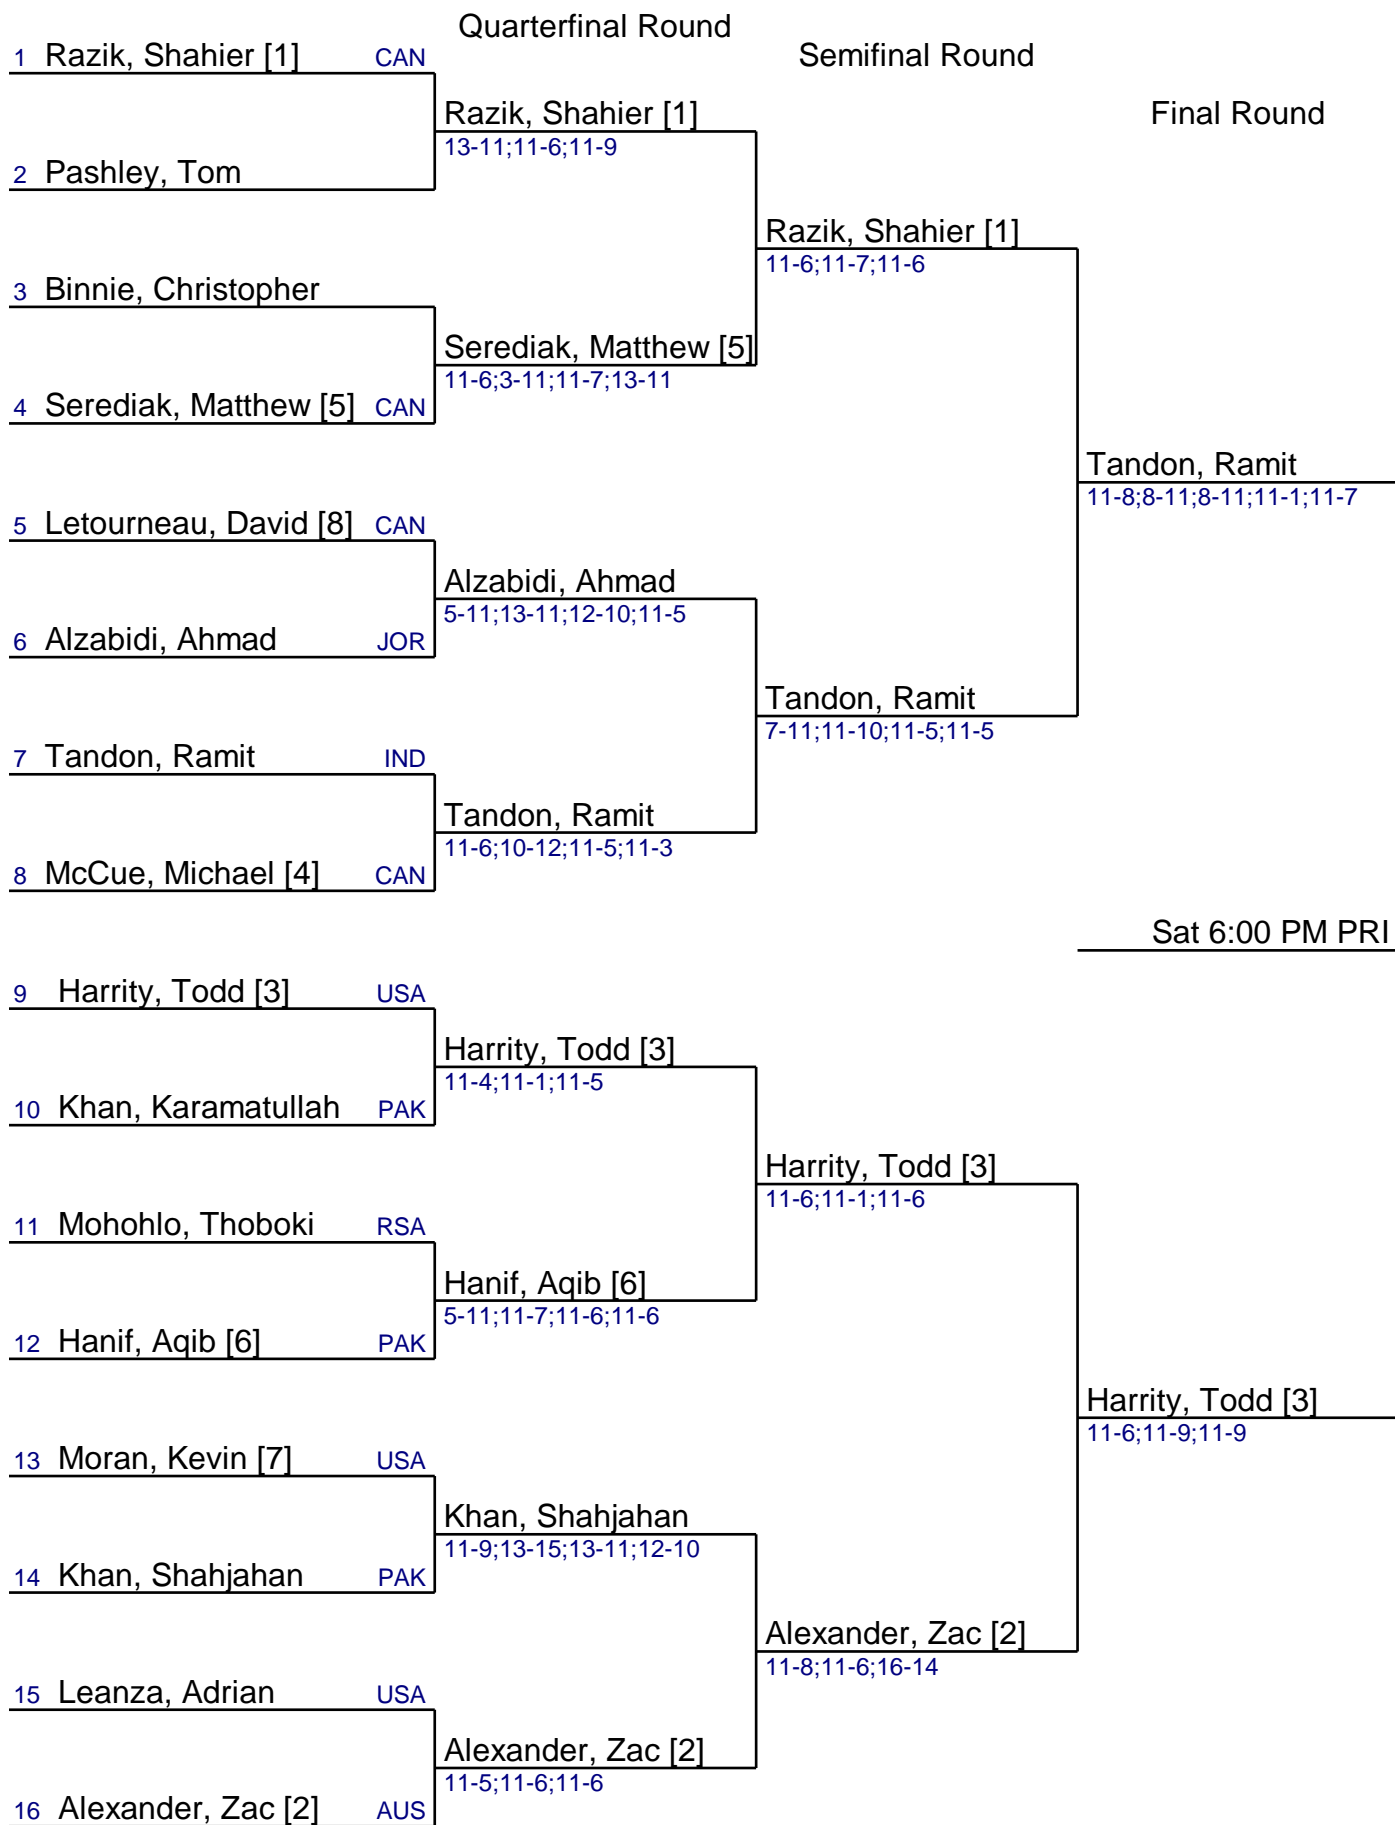 Quarterfinal Round
1 Razik, Shahier [1] CAN
Semifinal Round
Razik, Shahier [1]
Final Round
13-11;11-6;11-9
2 Pashley, Tom
Razik, Shahier [1]
11-6;11-7;11-6
3 Binnie, Christopher
Serediak, Matthew [5]
11-6;3-11;11-7;13-11
4 Serediak, Matthew [5] CAN
Tandon, Ramit
11-8;8-11;8-11;11-1;11-7
5 Letourneau, David [8] CAN
Alzabidi, Ahmad
5-11;13-11;12-10;11-5
6 Alzabidi, Ahmad JOR
Tandon, Ramit
7-11;11-10;11-5;11-5
7 Tandon, Ramit IND
Tandon, Ramit
11-6;10-12;11-5;11-3
8 McCue, Michael [4] CAN
Sat 6:00 PM PRI
9 Harrity, Todd [3] USA
Harrity, Todd [3]
11-4;11-1;11-5
10 Khan, Karamatullah PAK
Harrity, Todd [3]
11-6;11-1;11-6
11 Mohohlo, Thoboki RSA
Hanif, Aqib [6]
5-11;11-7;11-6;11-6
12 Hanif, Aqib [6] PAK
Harrity, Todd [3]
11-6;11-9;11-9
13 Moran, Kevin [7] USA
Khan, Shahjahan
11-9;13-15;13-11;12-10
14 Khan, Shahjahan PAK
Alexander, Zac [2]
11-8;11-6;16-14
15 Leanza, Adrian USA
Alexander, Zac [2]
11-5;11-6;11-6
16 Alexander, Zac [2] AUS